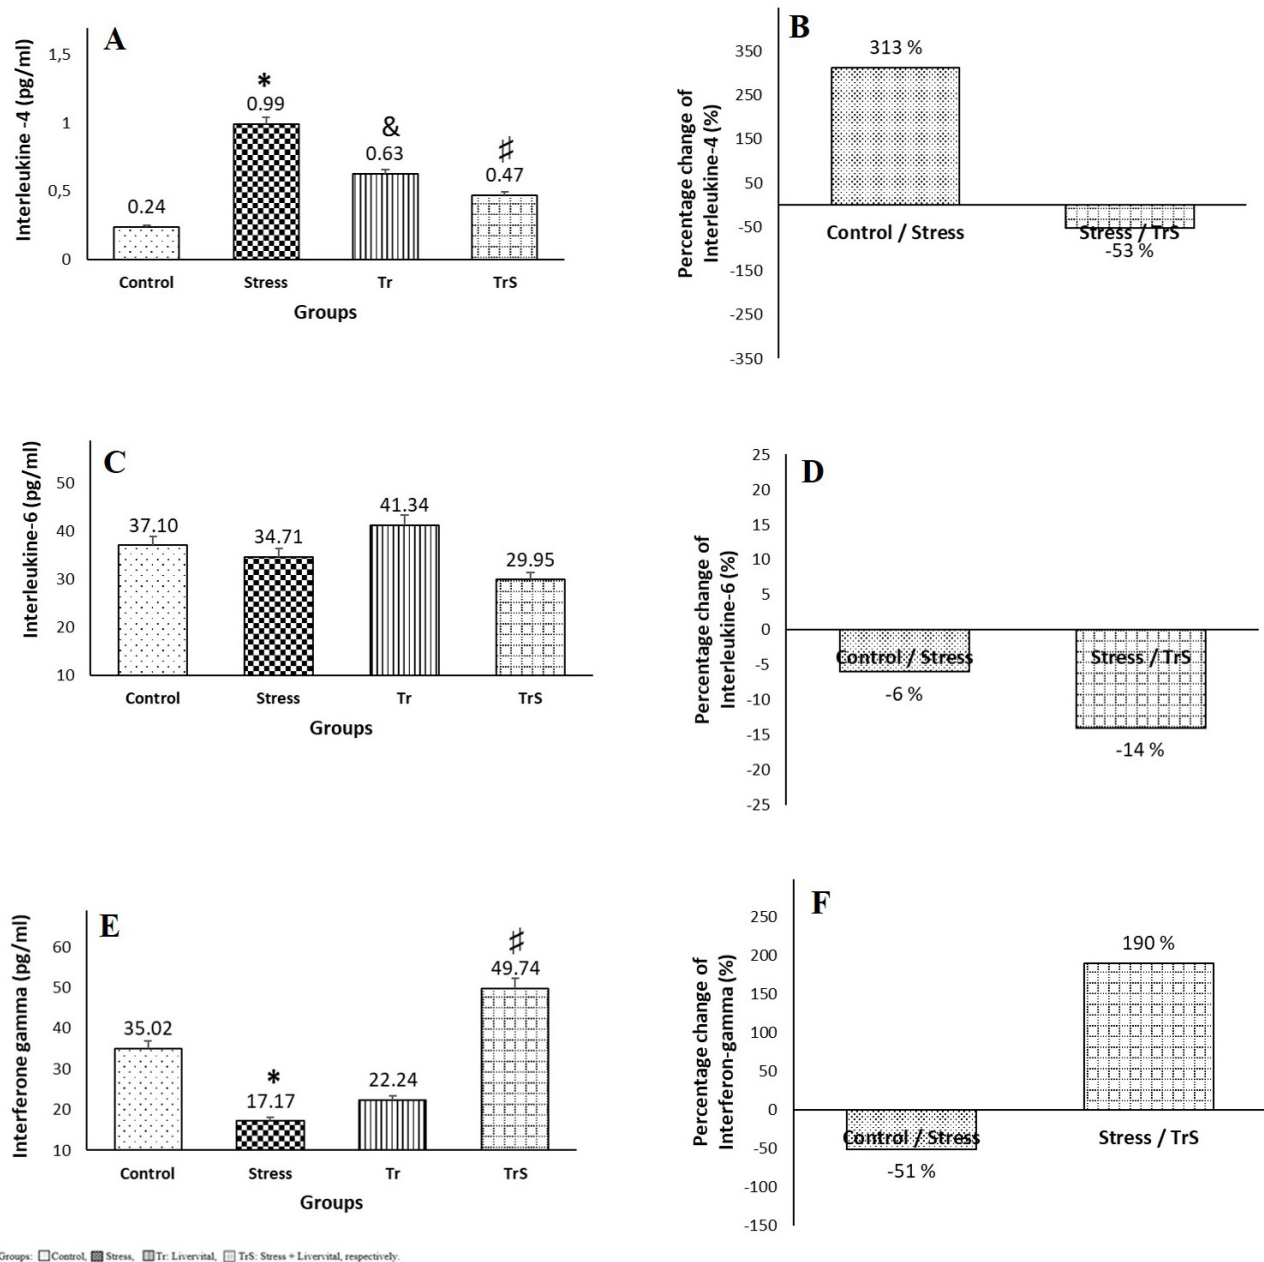 A
Interleukine -4 (pg/ml)
1,5
1
0,5
0
0.24
*
0.99
&
0.63
♯
0.47
Control Stress Tr TrS
Groups
B
Percentage change of
Interleukine-4 (%)
350
250
150
50
-50
-150
-250
-350
313 %
Control / Stress
Stress / TrS
-53 %
C
Interleukine-6 (pg/ml)
50
40
30
20
10
37.10
34.71
41.34
29.95
Control Stress Tr TrS
Groups
D
Percentage change of
Interleukine-6 (%)
25
20
15
10
5
0
-5
-10
-15
-20
-25
Control / Stress
-6 %
Stress / TrS
-14 %
E
Interferone gamma (pg/ml)
60
50
40
30
20
10
35.02
*
17.17
22.24
♯
49.74
Control Stress Tr TrS
Groups
F
Percentage change of
Interferon-gamma (%)
250
200
150
100
50
0
-50
-100
-150
Control / Stress
-51 %
190 %
Stress / TrS
Groups: Control, Stress, Tr: Livervital, TrS: Stress + Livervital, respectively.